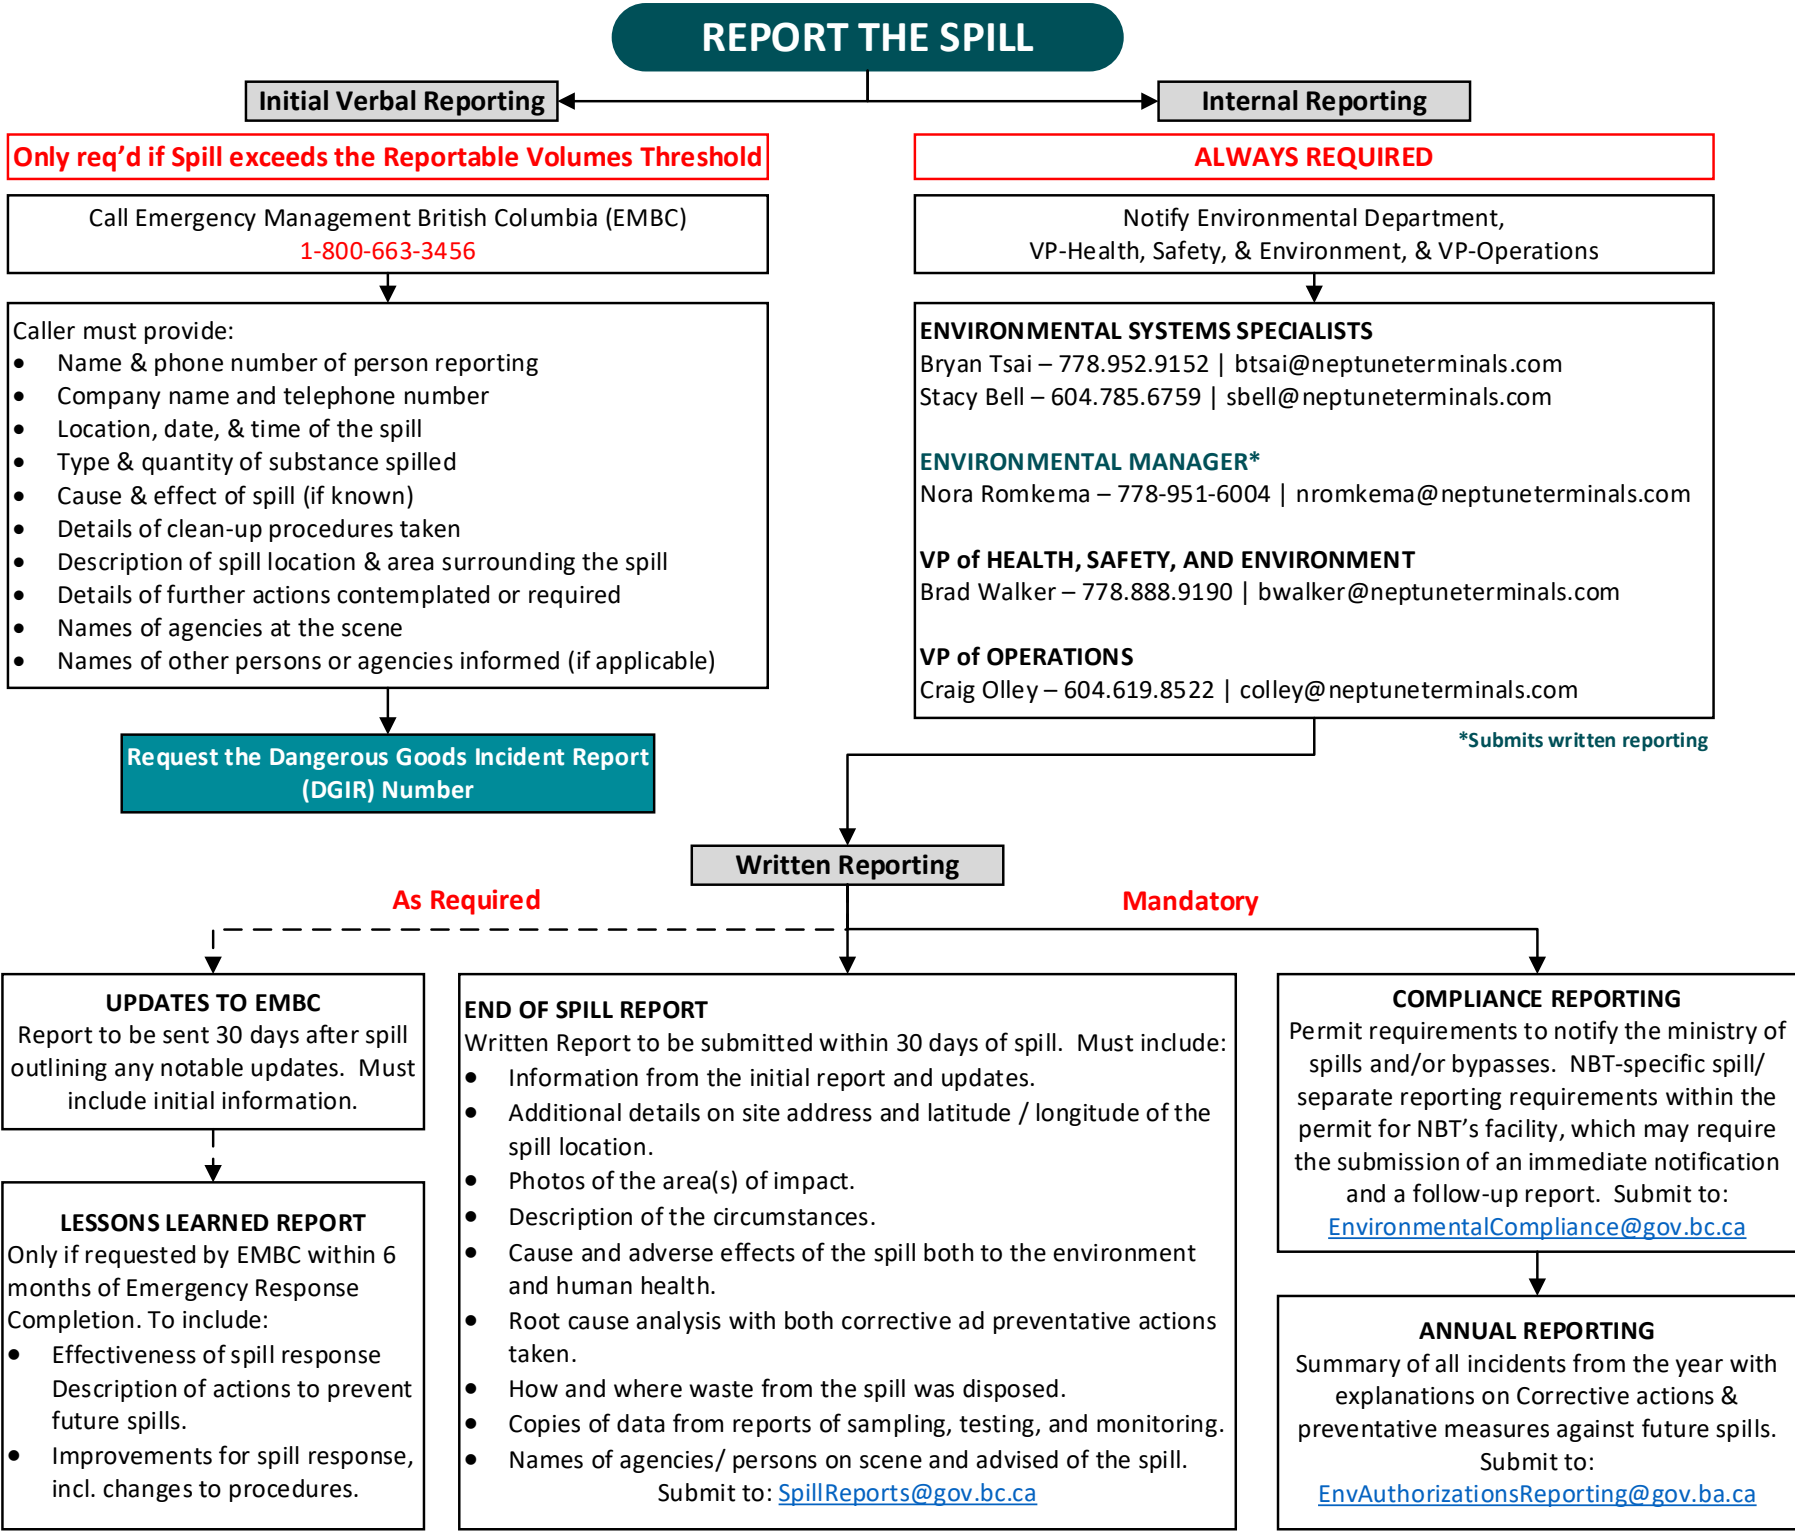 REPORT THE SPILL
Initial Verbal Reporting
Internal Reporting
Only req’d if Spill exceeds the Reportable Volumes Threshold
ALWAYS REQUIRED
Call Emergency Management British Columbia (EMBC)
1-800-663-3456
Notify Environmental Department,
VP-Health, Safety, & Environment, & VP-Operations
Caller must provide:
• Name & phone number of person reporting
• Company name and telephone number
• Location, date, & time of the spill
• Type & quantity of substance spilled
• Cause & effect of spill (if known)
• Details of clean-up procedures taken
• Description of spill location & area surrounding the spill
• Details of further actions contemplated or required
• Names of agencies at the scene
• Names of other persons or agencies informed (if applicable)
ENVIRONMENTAL SYSTEMS SPECIALISTS
Bryan Tsai – 778.952.9152 | btsai@neptuneterminals.com
Stacy Bell – 604.785.6759 | sbell@neptuneterminals.com
ENVIRONMENTAL MANAGER*
Nora Romkema – 778-951-6004 | nromkema@neptuneterminals.com
VP of HEALTH, SAFETY, AND ENVIRONMENT
Brad Walker – 778.888.9190 | bwalker@neptuneterminals.com
VP of OPERATIONS
Craig Olley – 604.619.8522 | colley@neptuneterminals.com
*Submits written reporting
Request the Dangerous Goods Incident Report
(DGIR) Number
Written Reporting
As Required
Mandatory
UPDATES TO EMBC
Report to be sent 30 days after spill
outlining any notable updates. Must
include initial information.
LESSONS LEARNED REPORT
Only if requested by EMBC within 6
months of Emergency Response
Completion. To include:
• Effectiveness of spill response
Description of actions to prevent
future spills.
• Improvements for spill response,
incl. changes to procedures.
END OF SPILL REPORT
Written Report to be submitted within 30 days of spill. Must include:
• Information from the initial report and updates.
• Additional details on site address and latitude / longitude of the
spill location.
• Photos of the area(s) of impact.
• Description of the circumstances.
• Cause and adverse effects of the spill both to the environment
and human health.
• Root cause analysis with both corrective ad preventative actions
taken.
• How and where waste from the spill was disposed.
• Copies of data from reports of sampling, testing, and monitoring.
• Names of agencies/ persons on scene and advised of the spill.
Submit to: SpillReports@gov.bc.ca
COMPLIANCE REPORTING
Permit requirements to notify the ministry of
spills and/or bypasses. NBT-specific spill/
separate reporting requirements within the
permit for NBT’s facility, which may require
the submission of an immediate notification
and a follow-up report. Submit to:
EnvironmentalCompliance@gov.bc.ca
ANNUAL REPORTING
Summary of all incidents from the year with
explanations on Corrective actions &
preventative measures against future spills.
Submit to:
EnvAuthorizationsReporting@gov.ba.ca